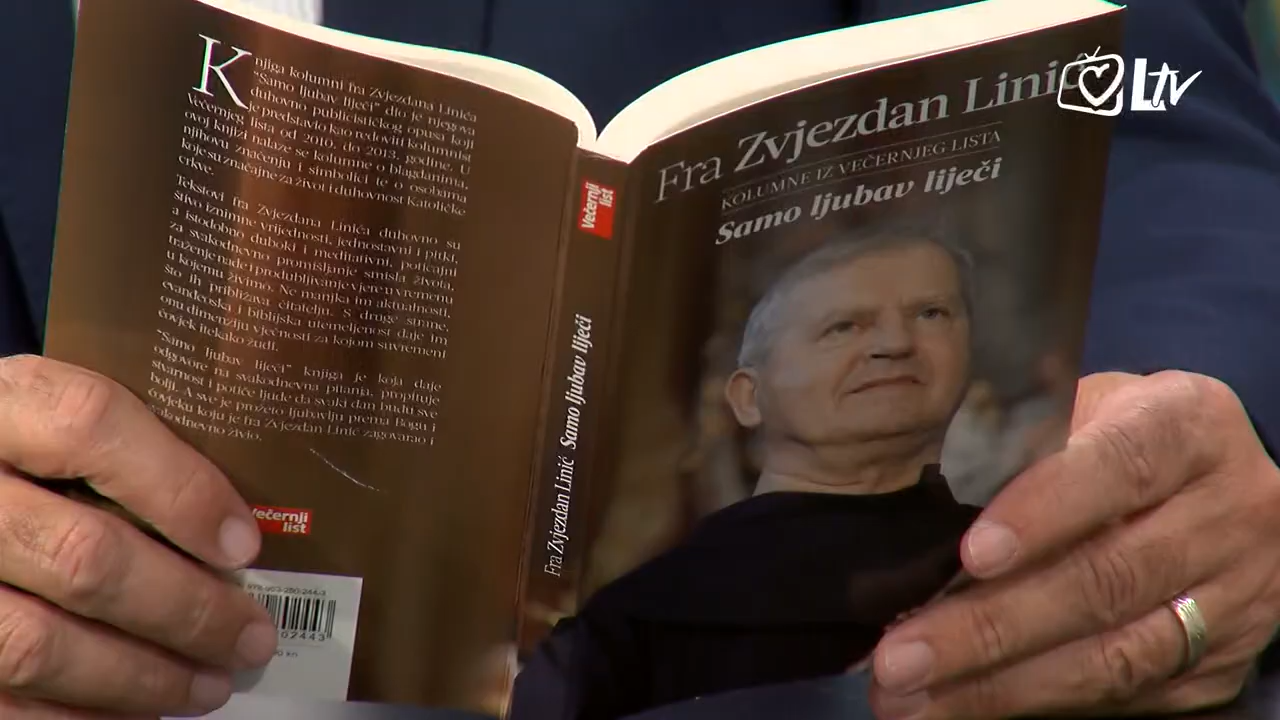 Knjiga kolumni fra Zvjezdana Linića
"Samo ljubav liječi" dio je njegova
duhovno publicističkog opusa koji
je predstavio kao redoviti kolumnist
Večernjeg lista od 2010. do 2013. godine. U
ovoj knjizi nalaze se kolumne o blagdanima,
njihovu značenju i simbolici te o osobama
koje su značajne za život i duhovnost Katoličke
crkve.
Tekstovi fra Zvjezdana Linića duhovno su
štivo iznimne vrijednosti, jednostavni i pitki,
a istodobno duboki i meditativni, poticajni
za svakodnevno promišljanje smisla života,
traženje nade i produbljivanje vjere u vremenu
u kojemu živimo. Ne manjka im aktualnosti,
što ih približava čitatelju. S druge strane,
evanđeoska i biblijska utemeljenost daje im
onu dimenziju vječnosti za kojom suvremeni
čovjek itekako žudi.
"Samo ljubav liječi" knjiga je koja daje
odgovore na svakodnevna pitanja, propituje
stvarnost i potiče ljude da svaki dan budu sve
bolji. A sve je prožeto ljubavlju prema Bogu i
čovjeku koju je fra Zvjezdan Linić zagovarao i
vakodnevno živio.
ečernji
list
02443
Fra Zvjezdan Linić Samo ljubav liječi
Večernji
list
Fra Zvjezdan Linić
KOLUMNE IZ VEČERNJEG LISTA
Samo ljubav liječi
Ltv